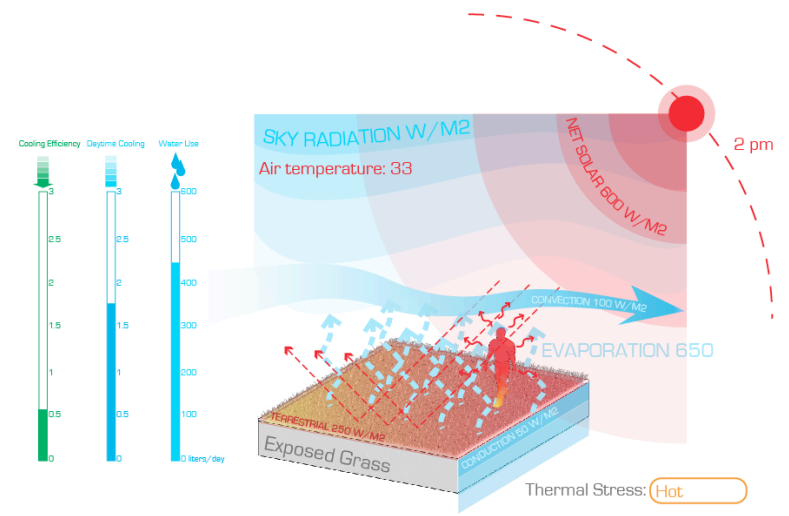 2 pm
Cooling Efficiency
Daytime Cooling
Water Use
SKY RADIATION W/M2
NET SOLAR 600 W/M2
Air temperature: 33
3
2.5
2
1.5
1
0.5
0
3
2.5
2
1.5
1
0.5
0
600
500
400
300
200
100
0 liters/day
CONVECTION 100 W/M2
EVAPORATION 650
TERRESTRIAL 250 W/M2
CONDUCTION 50 W/M2
Exposed Grass
Thermal Stress: Hot